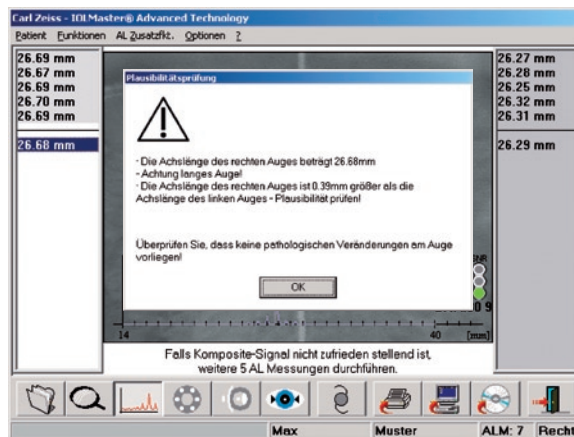 Carl Zeiss - IOLMaster® Advanced Technology
Patient Funktionen AL Zusatzfkt. Optionen ?
26.69 mm
26.67 mm
26.69 mm
26.70 mm
26.69 mm
26.68 mm
Plausibilitätsprüfung
- Die Achslänge des rechten Auges beträgt 26.68mm
- Achtung langes Auge!
- Die Achslänge des rechten Auges ist 0.39mm größer als die
Achslänge des linken Auges - Plausibilität prüfen!
Überprüfen Sie, dass keine pathologischen Veränderungen am Auge
vorliegen!
OK
26.27 mm
26.28 mm
26.25 mm
26.32 mm
26.31 mm
26.29 mm
SNR
14 40 [mm]
Falls Komposite-Signal nicht zufrieden stellend ist,
weitere 5 AL Messungen durchführen.
Max Muster ALM: 7 Recht